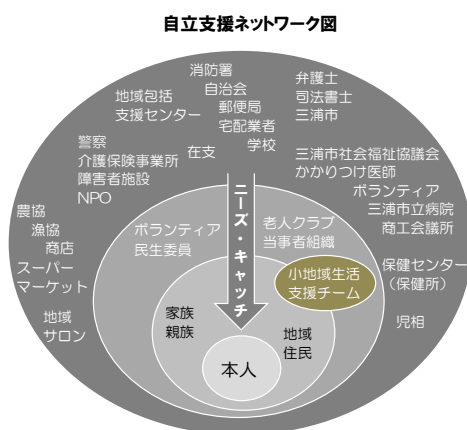 自立支援ネットワーク図
消防署
自治会
郵便局
宅配業者
学校
地域包括
支援センター
在支
弁護士
司法書士
三浦市
警察
介護保険事業所
障害者施設
NPO
三浦市社会福祉協議会
かかりつけ医師
ボランティア
三浦市立病院
商工会議所
農協
漁協
商店
スーパー
マーケット
地域
サロン
保健センター
(保健所)
児相
ニーズ・キャッチ
ボランティア
民生委員
老人クラブ
当事者組織
小地域生活
支援チーム
家族
親族
地域
住民
本人